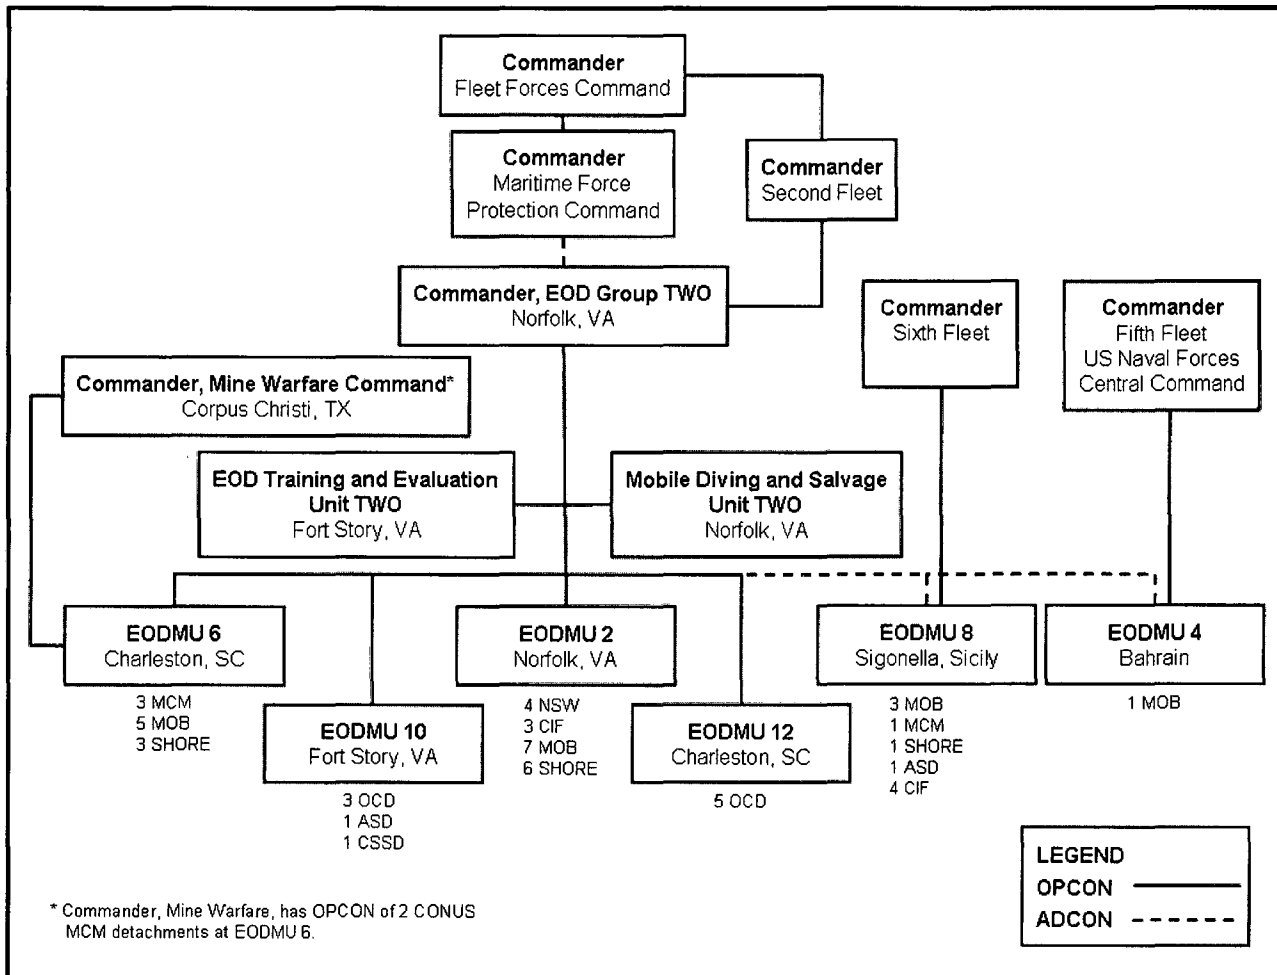 Commander
Fleet Forces Command
Commander
Maritime Force
Protection Command
Commander
Second Fleet
Commander, EOD Group TWO
Norfolk, VA
Commander
Sixth Fleet
Commander
Fifth Fleet
US Naval Forces
Central Command
Commander, Mine Warfare Command*
Corpus Christi, TX
EOD Training and Evaluation
Unit TWO
Fort Story, VA
Mobile Diving and Salvage
Unit TWO
Norfolk, VA
EODMU 6
Charleston, SC
3 MCM
5 MOB
3 SHORE
EODMU 10
Fort Story, VA
3 OCD
1 ASD
1 CSSD
EODMU 2
Norfolk, VA
4 NSW
3 CIF
7 MOB
6 SHORE
EODMU 12
Charleston, SC
5 OCD
EODMU 8
Sigonella, Sicily
3 MOB
1 MCM
1 SHORE
1 ASD
4 CIF
EODMU 4
Bahrain
1 MOB
LEGEND
OPCON
ADCON
* Commander, Mine Warfare, has OPCON of 2 CONUS
MCM detachments at EODMU 6.